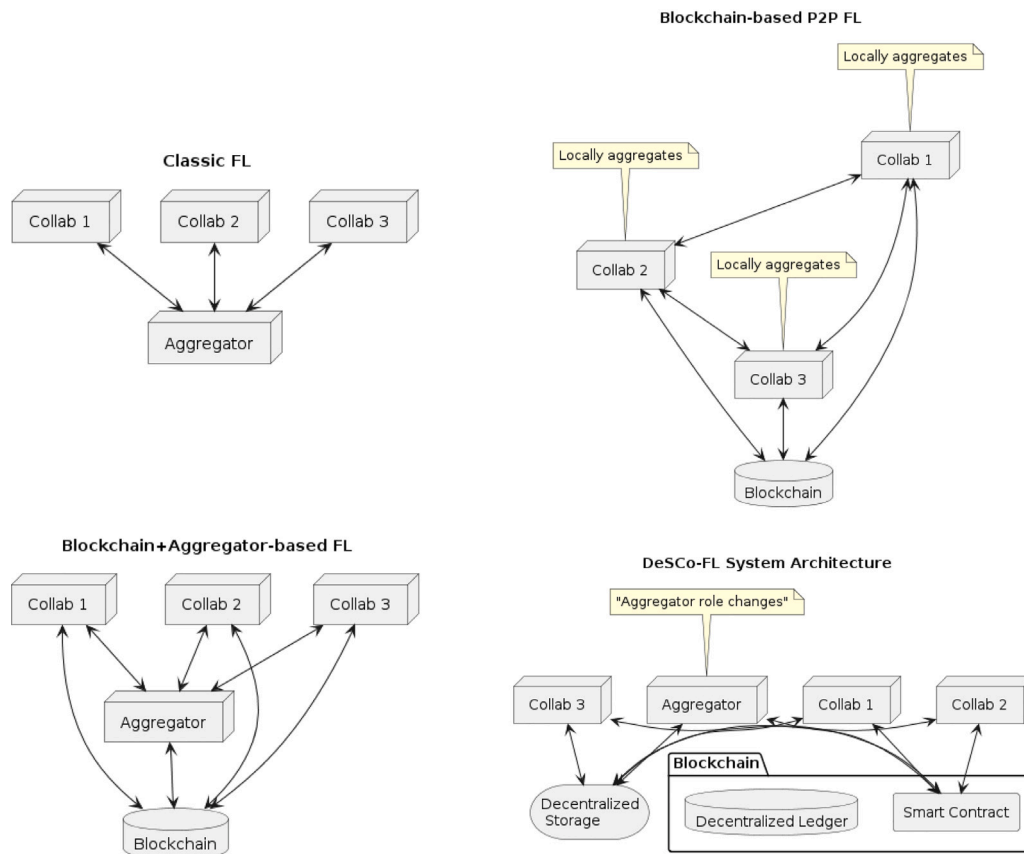 Classic FL
Collab 1
Collab 2
Collab 3
Aggregator
Blockchain-based P2P FL
Locally aggregates
Collab 1
Locally aggregates
Collab 2
Locally aggregates
Collab 3
Blockchain
Blockchain+Aggregator-based FL
Collab 1
Collab 2
Collab 3
Aggregator
Blockchain
DeSCo-FL System Architecture
"Aggregator role changes"
Collab 3
Aggregator
Collab 1
Collab 2
Decentralized
Storage
Blockchain
Decentralized Ledger
Smart Contract